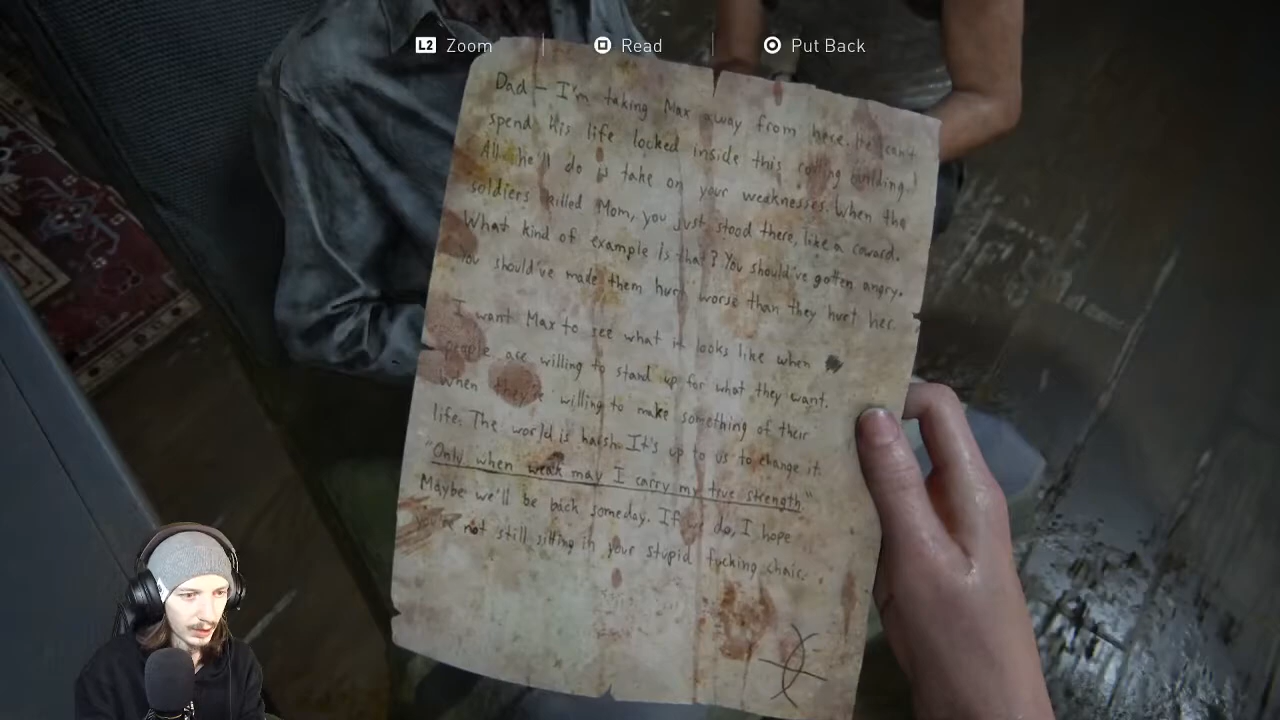 L2 Zoom
Read
Put Back
Dad - I'm taking Max away from here. He can't
spend his life locked inside this rotting building.
All he'll do is take on your weaknesses. When the
soldiers killed Mom, you just stood there, like a coward.
What kind of example is that? You should've gotten angry.
You should've made them hurt worse than they hurt her.
I want Max to see what it looks like when
people are willing to stand up for what they want.
When they're willing to make something of their
life. The world is harsh. It's up to us to change it.
"Only when weak may I carry my true strength"
Maybe we'll be back someday. If we do, I hope
you're not still sitting in your stupid fucking chair.